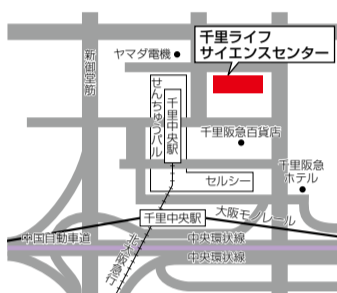 千里ライフ
サイエンスセンター
ヤマダ電機
新御堂筋
せんちゅうパル
千里中央駅
千里阪急百貨店
千里阪急
ホテル
セルシー
千里中央駅
大阪モノレール
中国自動車道
中央環状線
中央環状線
北大阪急行